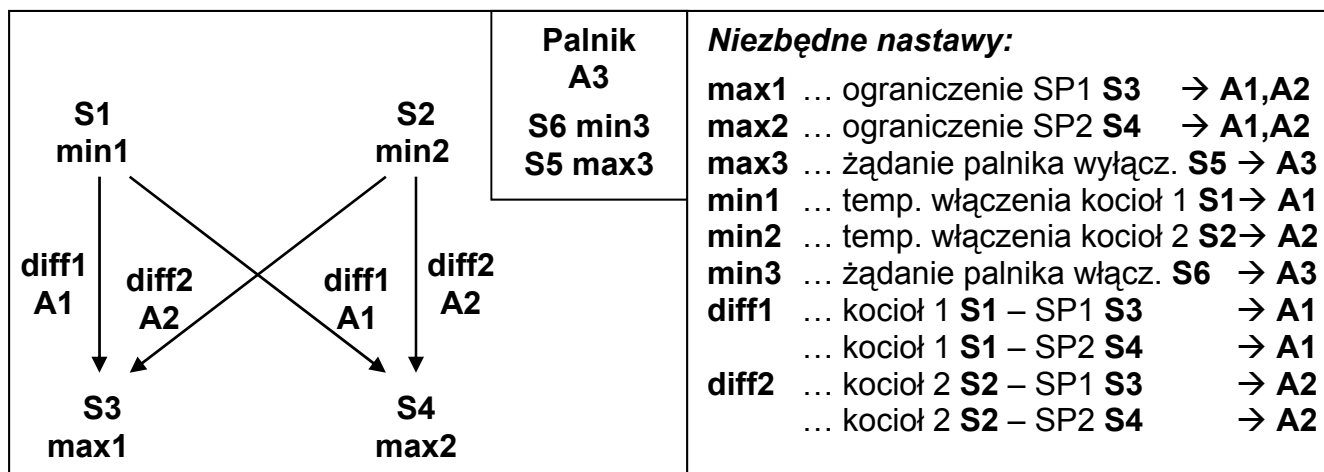 S1
min1
S2
min2
diff1
A1
diff2
A2
diff1
A1
diff2
A2
S3
max1
S4
max2
Palnik
A3
S6 min3
S5 max3
Niezbędne nastawy:
max1 … ograniczenie SP1 S3 → A1,A2
max2 … ograniczenie SP2 S4 → A1,A2
max3 … żądanie palnika wyłącz. S5 → A3
min1 … temp. włączenia kocioł 1 S1→ A1
min2 … temp. włączenia kocioł 2 S2→ A2
min3 … żądanie palnika włącz. S6 → A3
diff1 … kocioł 1 S1 – SP1 S3 → A1
… kocioł 1 S1 – SP2 S4 → A1
diff2 … kocioł 2 S2 – SP1 S3 → A2
… kocioł 2 S2 – SP2 S4 → A2